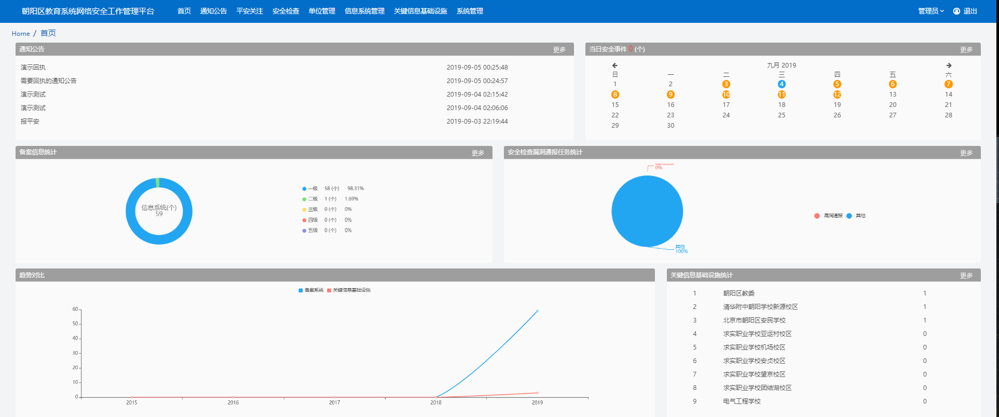 朝阳区教育系统网络安全工作管理平台 首页 通知公告 平安关注 安全检查 单位管理 信息系统管理 关键信息基础设施 系统管理 管理员 退出
Home / 首页
通知公告 更多
演示回执 2019-09-05 00:25:48
需要回执的通知公告 2019-09-05 00:24:57
演示测试 2019-09-04 02:15:42
演示测试 2019-09-04 02:06:06
报平安 2019-09-03 22:19:44
当日安全事件 0 (个) 更多
九月 2019
日 一 二 三 四 五 六
1 2 3 4 5 6 7
8 9 10 11 12 13 14
15 16 17 18 19 20 21
22 23 24 25 26 27 28
29 30
备案信息统计 更多
信息系统(个)
59
一级 58 (个) 98.31%
二级 1 (个) 1.69%
三级 0 (个) 0%
四级 0 (个) 0%
五级 0 (个) 0%
安全检查漏洞通报任务统计 更多
0%
其他
100%
漏洞通报 其他
趋势对比
备案系统 关键信息基础设施
60
50
40
30
20
10
0
2015 2016 2017 2018 2019
关键信息基础设施统计 更多
1 朝阳区教委 1
2 清华附中朝阳学校新源校区 1
3 北京市朝阳区安民学校 1
4 求实职业学校亚运村校区 0
5 求实职业学校机场校区 0
6 求实职业学校安贞校区 0
7 求实职业学校望京校区 0
8 求实职业学校团结湖校区 0
9 电气工程学校 0